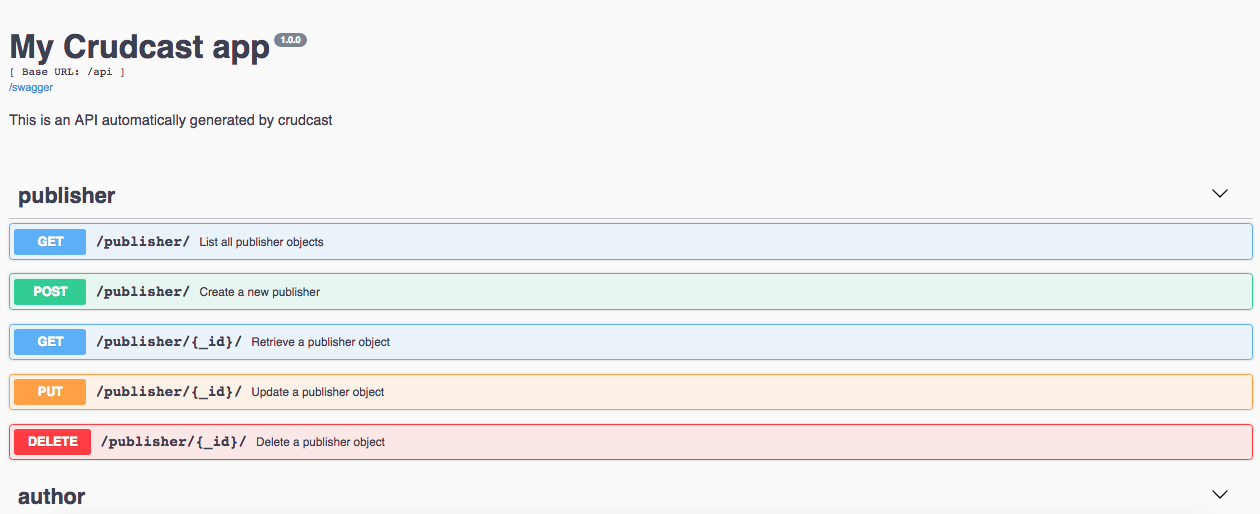 My Crudcast app 1.0.0
[ Base URL: /api ]
/swagger
This is an API automatically generated by crudcast
publisher
GET /publisher/ List all publisher objects
POST /publisher/ Create a new publisher
GET /publisher/{_id}/ Retrieve a publisher object
PUT /publisher/{_id}/ Update a publisher object
DELETE /publisher/{_id}/ Delete a publisher object
author